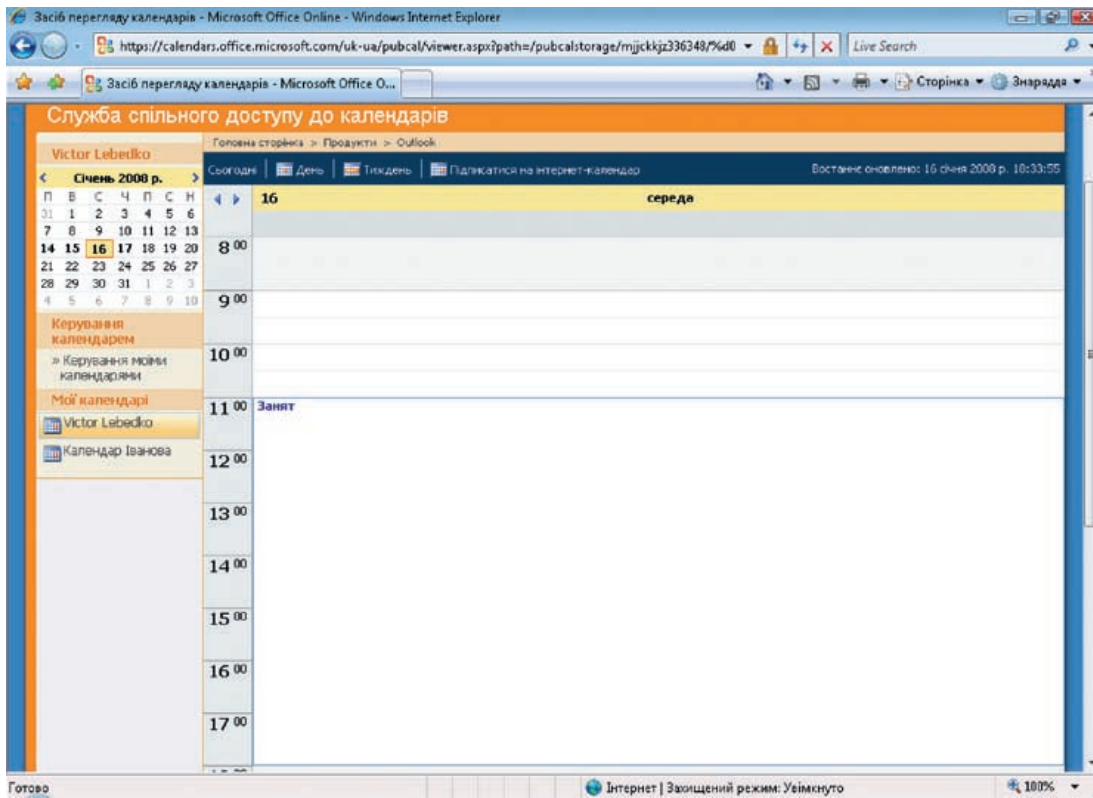 Засіб перегляду календарів - Microsoft Office Online - Windows Internet Explorer
https://calendars.office.microsoft.com/uk-ua/pubcal/viewer.aspx?path=/pubcalstorage/mjjckkjz336348/%d0
Live Search
Засіб перегляду календарів - Microsoft Office O...
Сторінка
Знаряддя
Служба спільного доступу до календарів
Victor Lebedko
Головна сторінка > Продукти > Outlook
Сьогодні
День
Тиждень
Підписатися на інтернет-календар
Востаннє оновлено: 16 січня 2008 р. 10:33:55
Січень 2008 р.
П В С Ч П С Н
31 1 2 3 4 5 6
7 8 9 10 11 12 13
14 15 16 17 18 19 20
21 22 23 24 25 26 27
28 29 30 31 1 2 3
4 5 6 7 8 9 10
Керування
календарем
» Керування моїми
календарями
Мої календарі
Victor Lebedko
Календар Іванова
16 середа
8 00
9 00
10 00
11 00 Занят
12 00
13 00
14 00
15 00
16 00
17 00
Готово
Інтернет | Захищений режим: Увімкнуто
100%